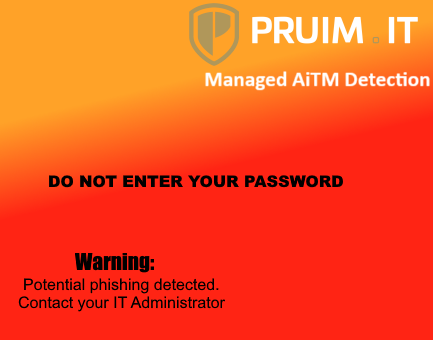 PRUIM.IT
Managed AiTM Detection
DO NOT ENTER YOUR PASSWORD
Warning:
Potential phishing detected.
Contact your IT Administrator